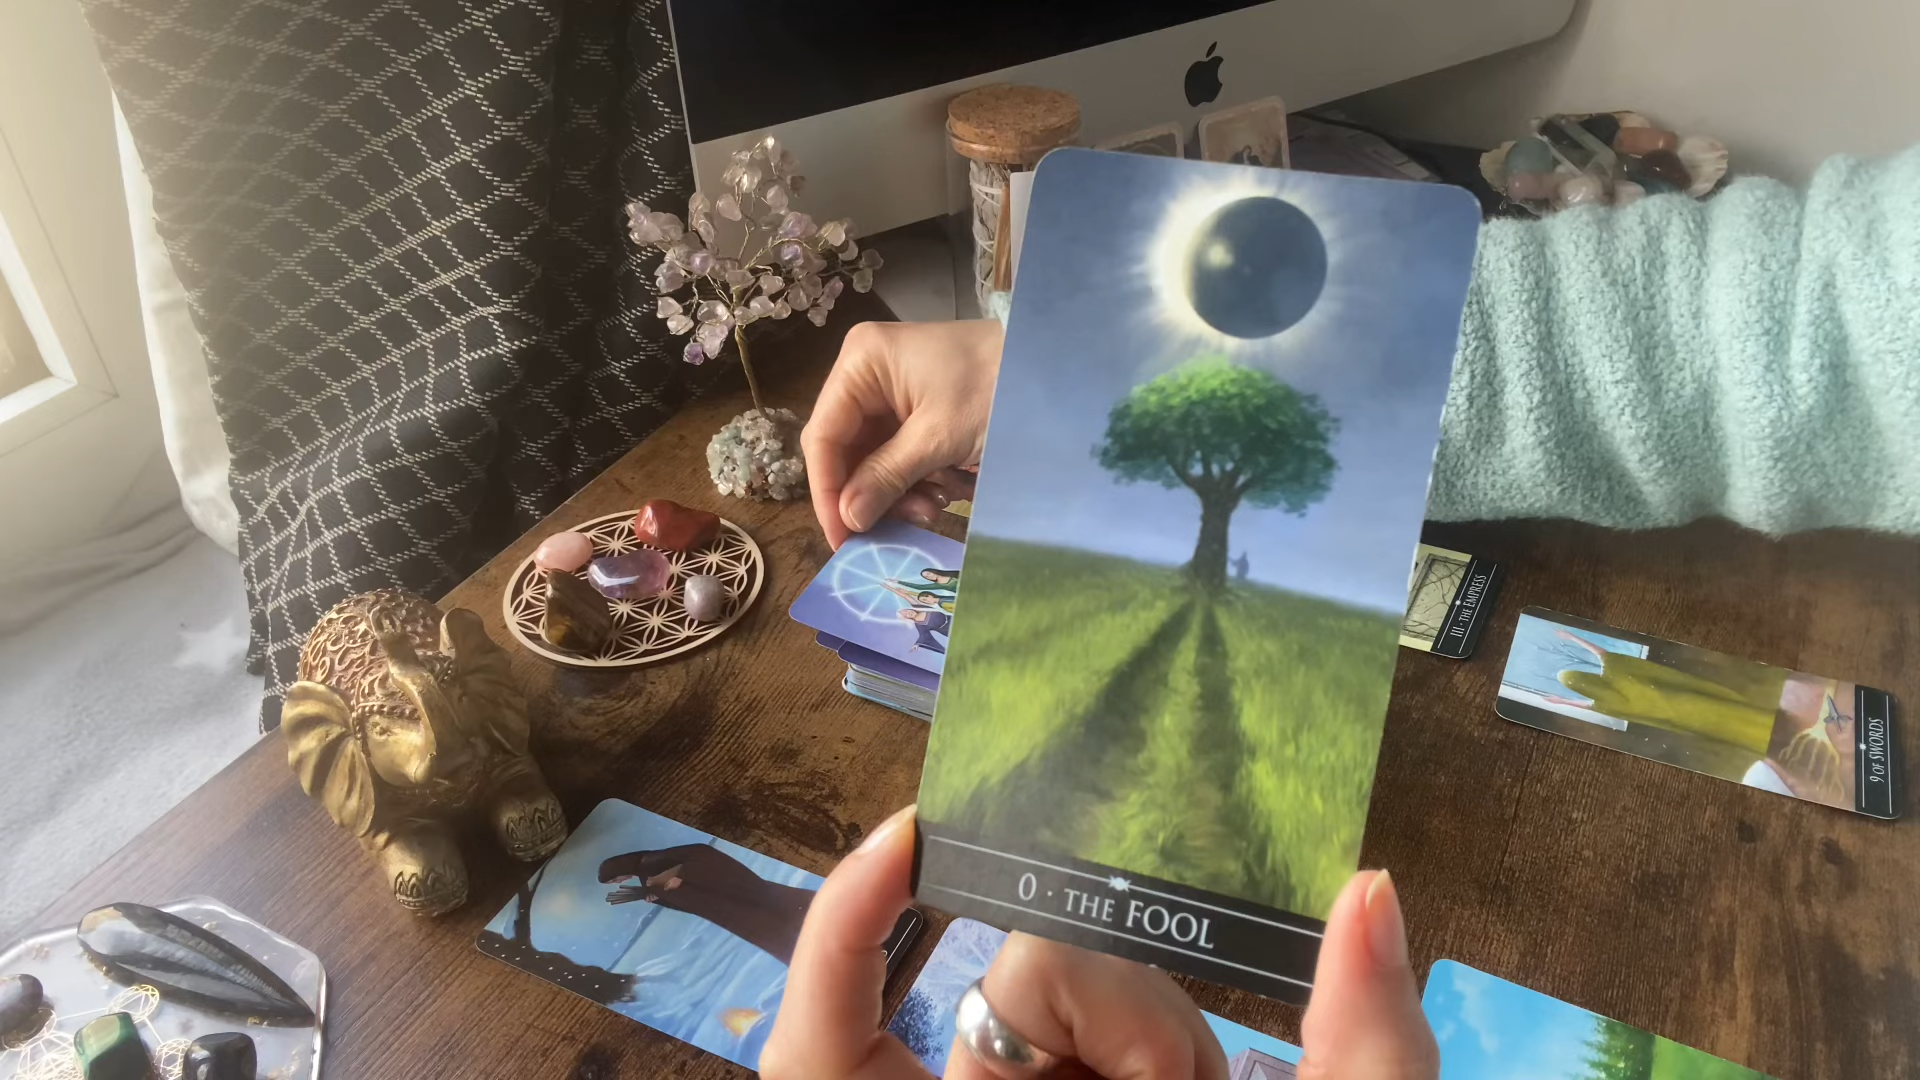 0 · THE FOOL
III · THE EMPRESS
9 OF SWORDS